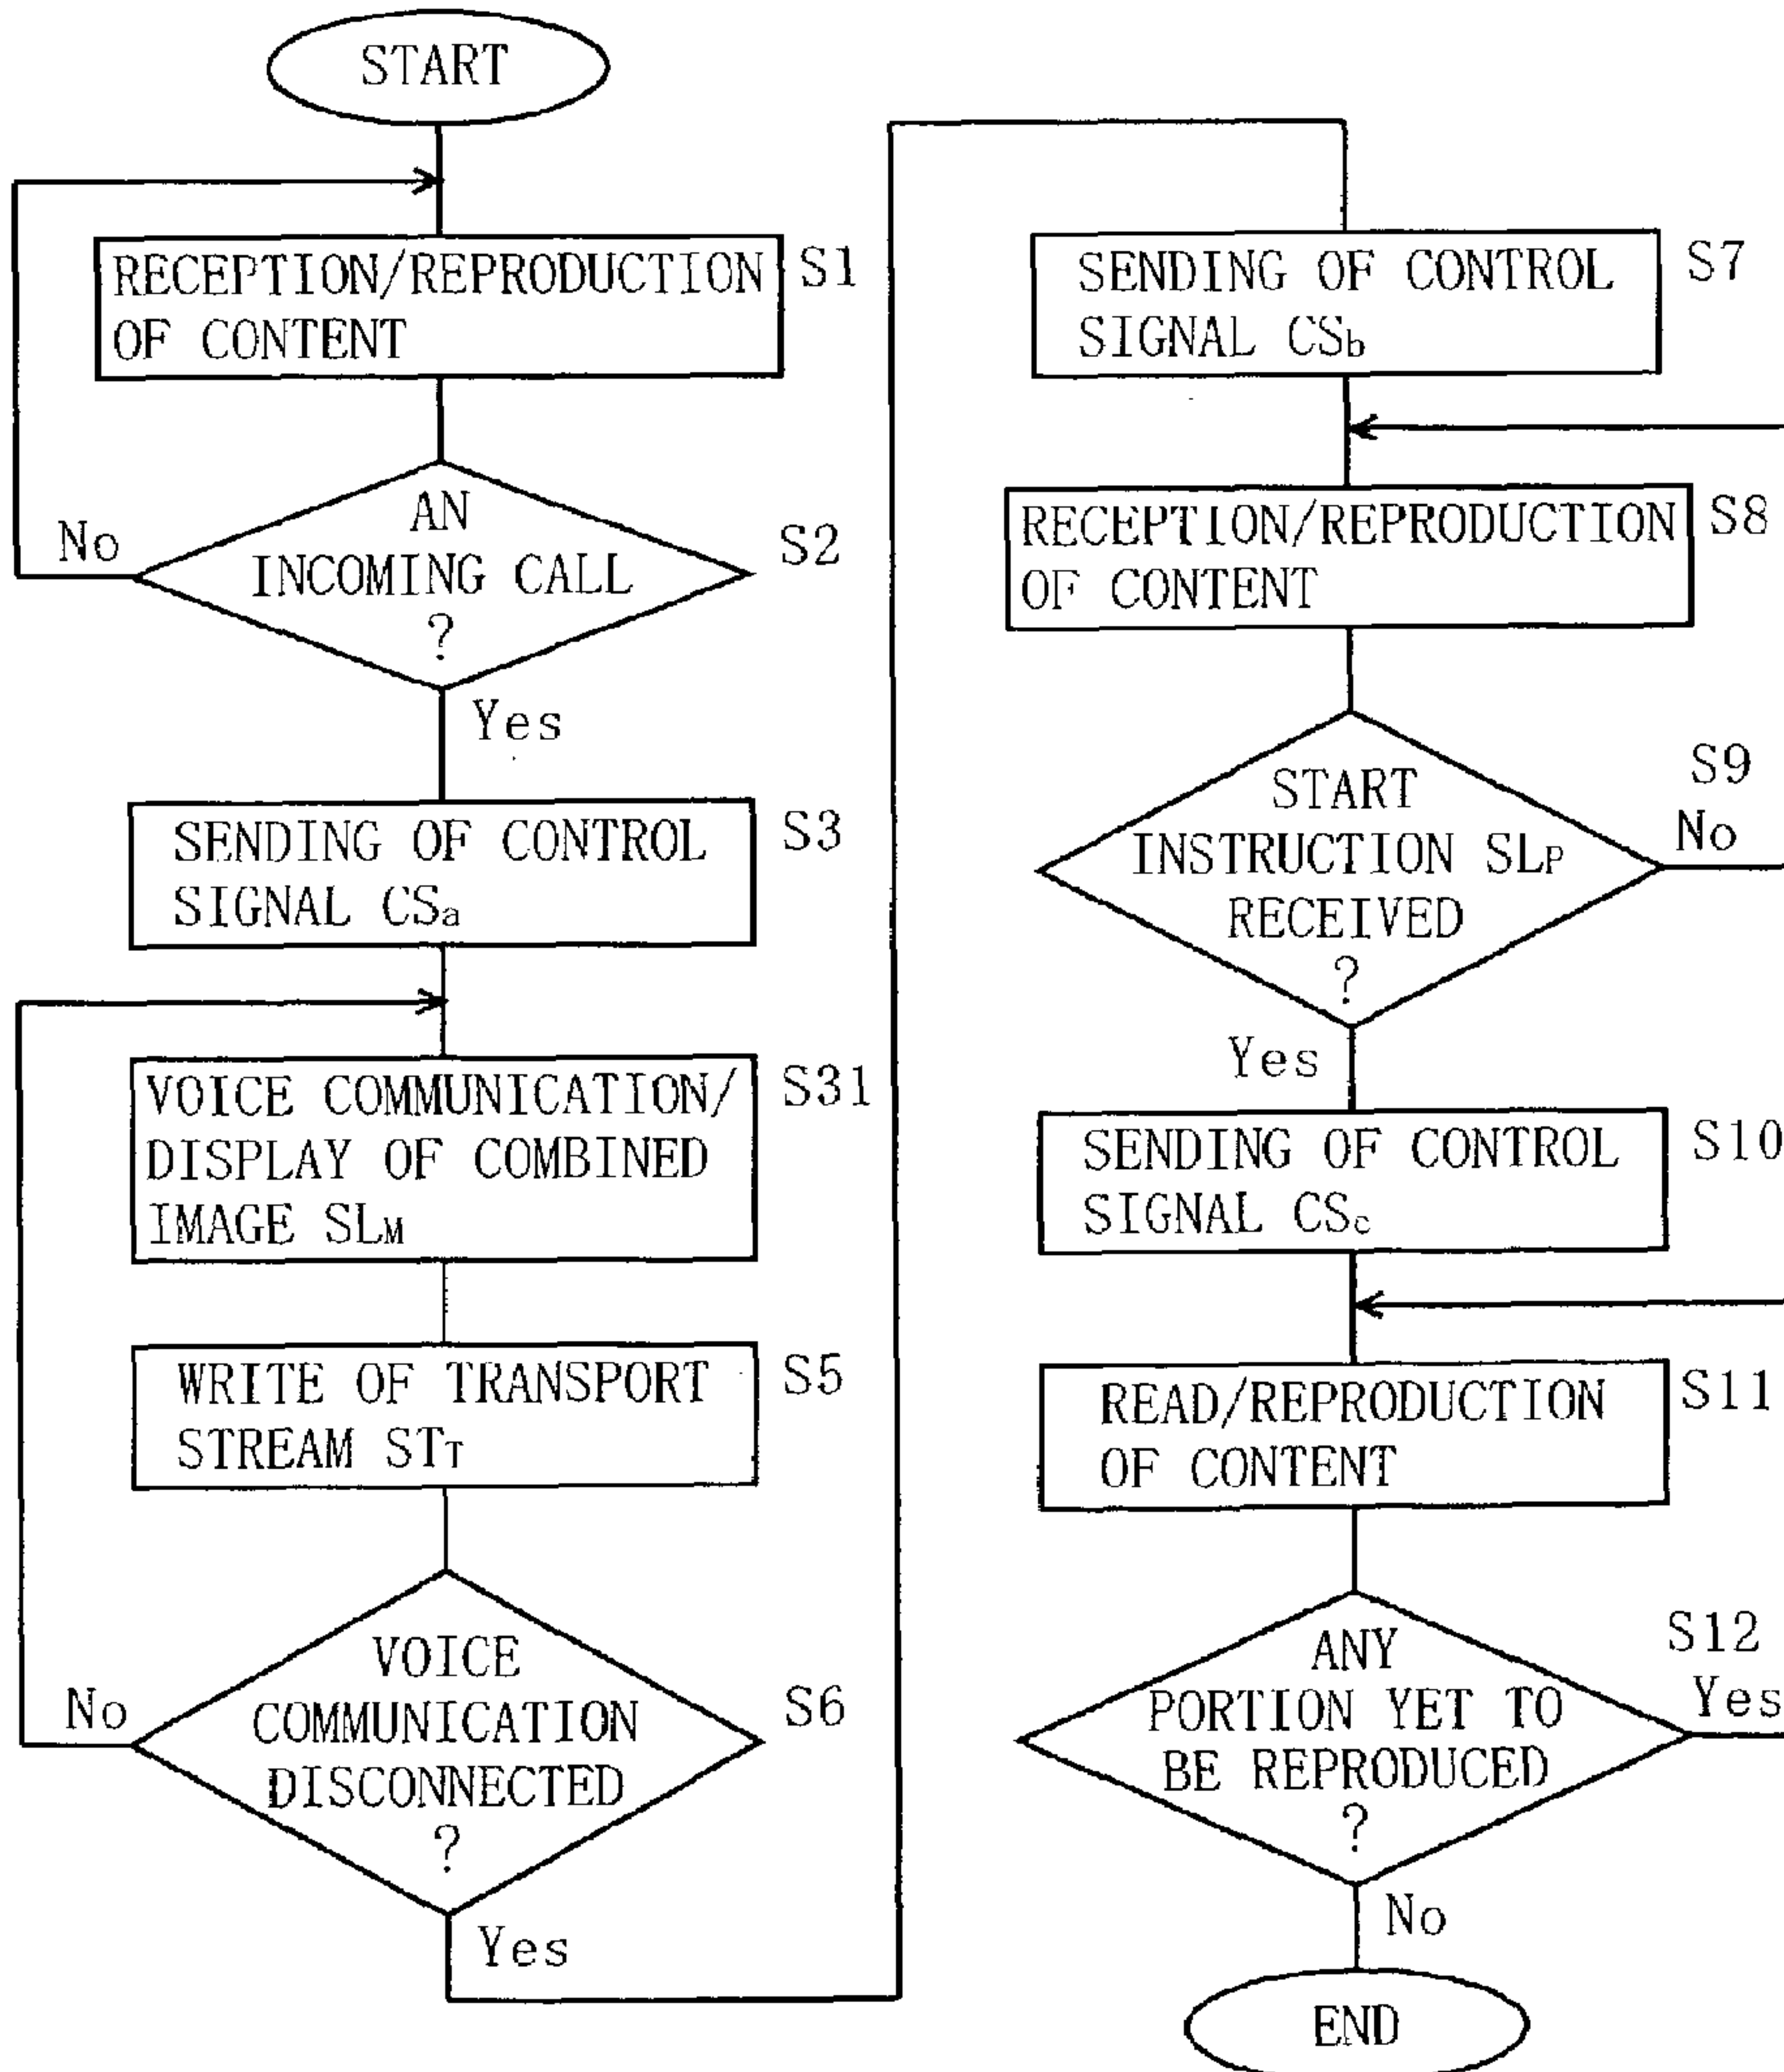 START
RECEPTION/REPRODUCTION
OF CONTENT
S1
AN
INCOMING CALL
?
S2
No
Yes
SENDING OF CONTROL
SIGNAL CSa
S3
VOICE COMMUNICATION/
DISPLAY OF COMBINED
IMAGE SLM
S31
WRITE OF TRANSPORT
STREAM STT
S5
VOICE
COMMUNICATION
DISCONNECTED
?
S6
No
Yes
SENDING OF CONTROL
SIGNAL CSb
S7
RECEPTION/REPRODUCTION
OF CONTENT
S8
START
INSTRUCTION SLP
RECEIVED
?
S9
No
Yes
SENDING OF CONTROL
SIGNAL CSc
S10
READ/REPRODUCTION
OF CONTENT
S11
ANY
PORTION YET TO
BE REPRODUCED
?
S12
Yes
No
END